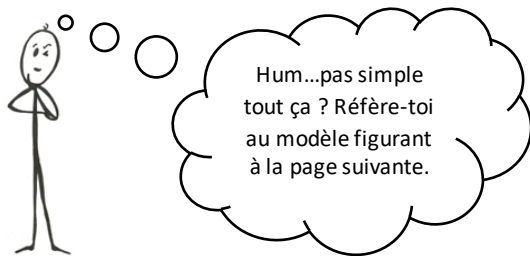 Hum...pas simple
tout ça ? Réfère-toi
au modèle figurant
à la page suivante.